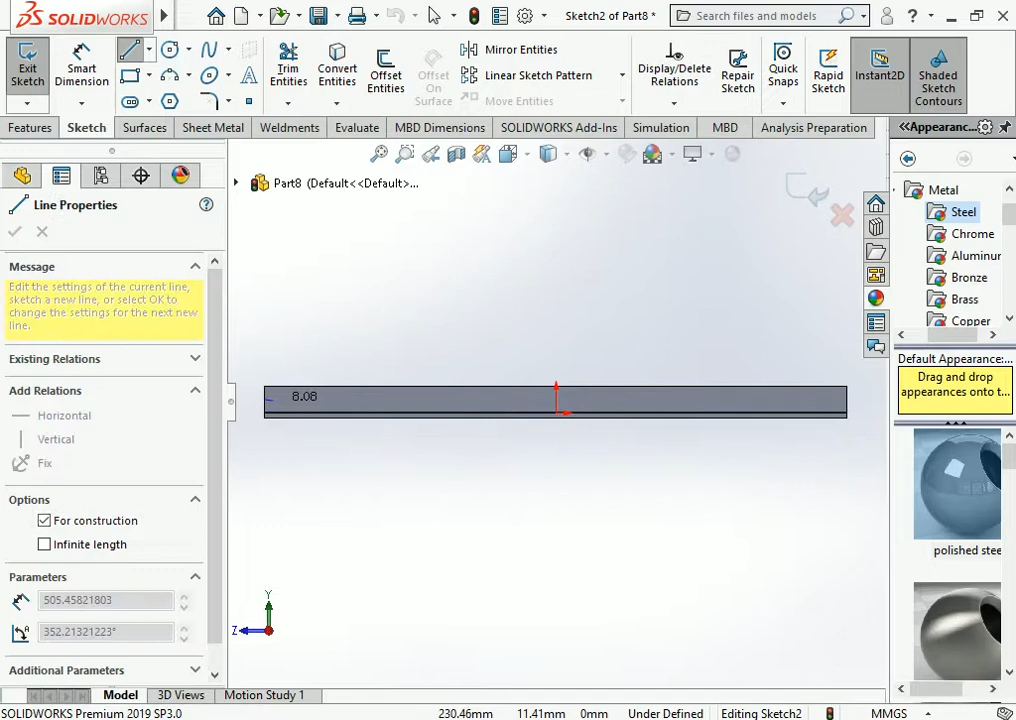 SOLIDWORKS
Sketch2 of Part8 *
Search files and models
Exit Sketch
Smart Dimension
Trim Entities
Convert Entities
Offset Entities
Offset On Surface
Mirror Entities
Linear Sketch Pattern
Move Entities
Display/Delete Relations
Repair Sketch
Quick Snaps
Rapid Sketch
Instant2D
Shaded Sketch Contours
Features
Sketch
Surfaces
Sheet Metal
Weldments
Evaluate
MBD Dimensions
SOLIDWORKS Add-Ins
Simulation
MBD
Analysis Preparation
<<Appearanc...
Part8 (Default<<Default>...
Line Properties
Message
Edit the settings of the current line,
sketch a new line, or select OK to
change the settings for the next new
line.
Existing Relations
Add Relations
Horizontal
Vertical
Fix
Options
For construction
Infinite length
Parameters
505.45821803
352.21321223°
Additional Parameters
8.08
Y
Z
Metal
Steel
Chrome
Aluminur
Bronze
Brass
Copper
Default Appearance:...
Drag and drop
appearances onto t...
polished stee
Model
3D Views
Motion Study 1
SOLIDWORKS Premium 2019 SP3.0
230.46mm
11.41mm
0mm
Under Defined
Editing Sketch2
MMGS